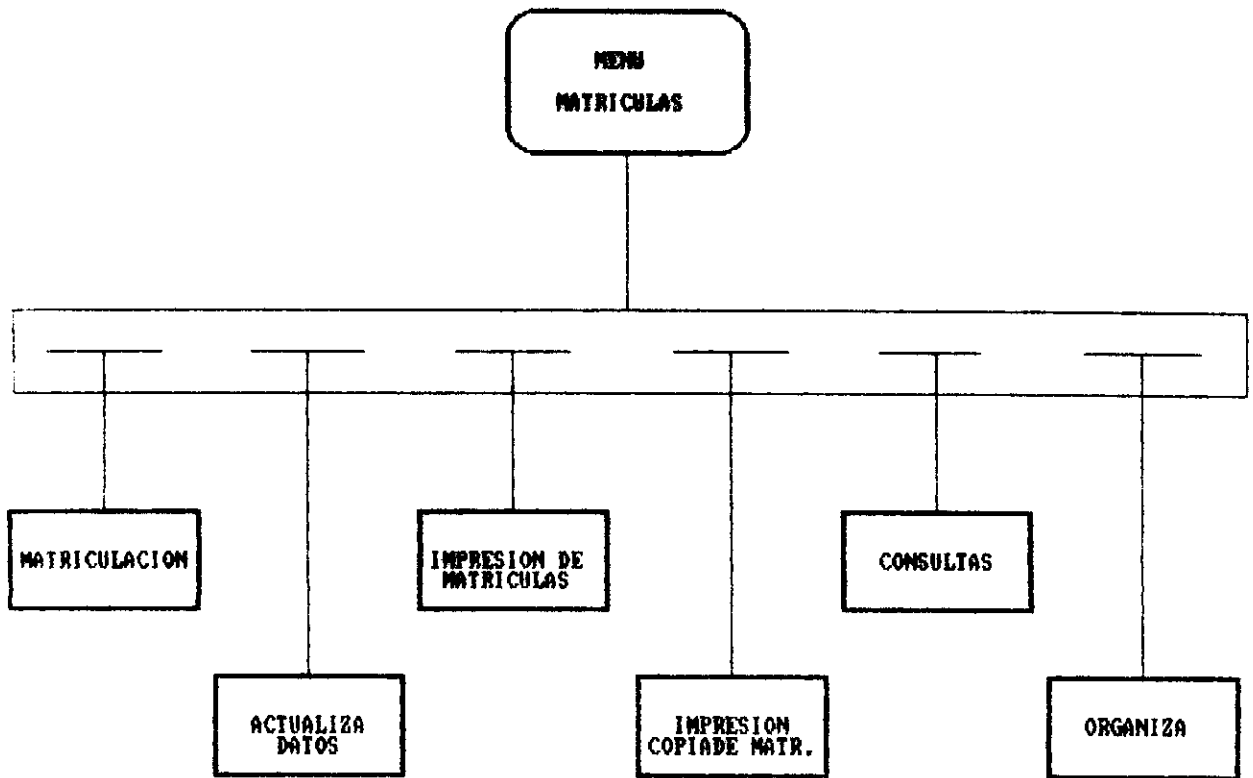 MENU
MATRICULAS
MATRICULACION
IMPRESION DE
MATRICULAS
CONSULTAS
ACTUALIZA
DATOS
IMPRESION
COPIADE MATR.
ORGANIZA